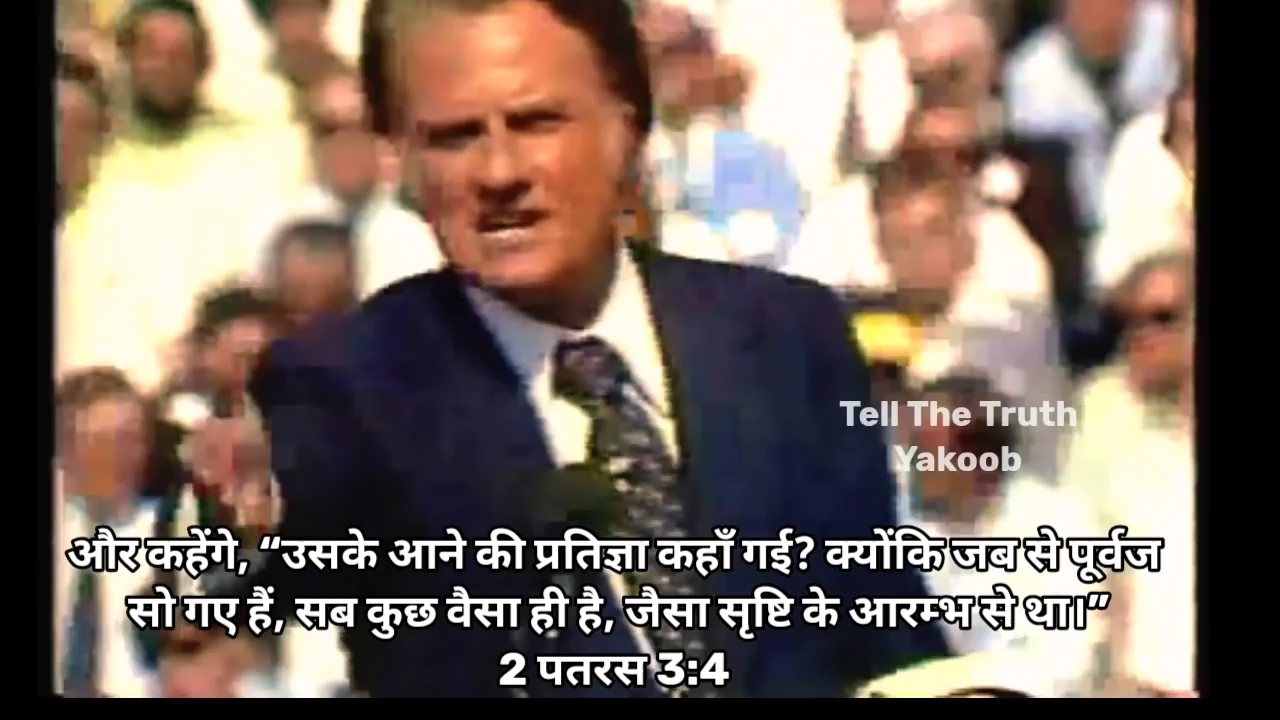 Tell The Truth
Yakoob
और कहेंगे, “उसके आने की प्रतिज्ञा कहाँ गई? क्योंकि जब से पूर्वज
सो गए हैं, सब कुछ वैसा ही है, जैसा सृष्टि के आरम्भ से था।”
2 पतरस 3:4